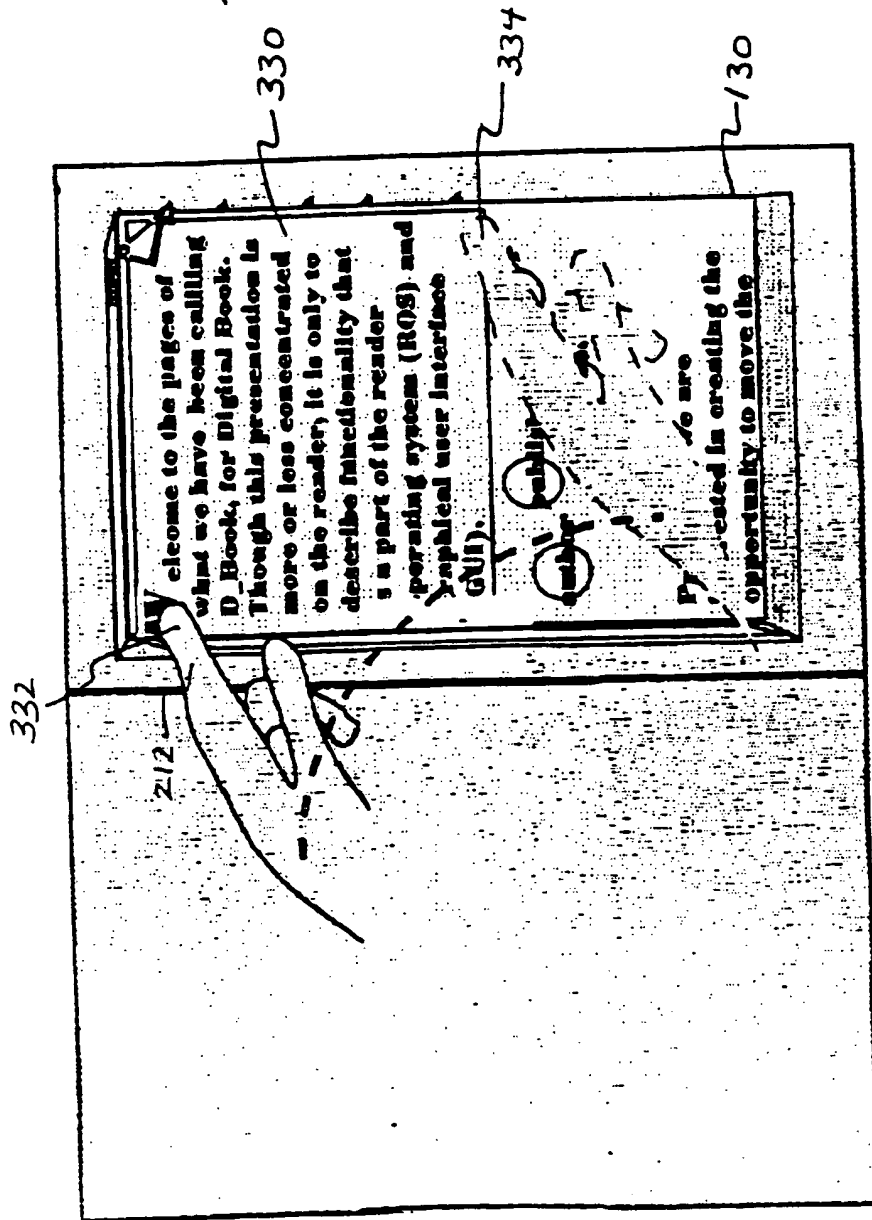 332
212
330
334
130
elcome to the pages of
what we have been calling
D_Book, for Digital Book.
Though this presentation is
more or less concentrated
on the reader, it is only to
describe functionality that
s a part of the reader
perating system (ROS) and
raphical user interface
GUI).
author
are
in creating the
opportunity to move the